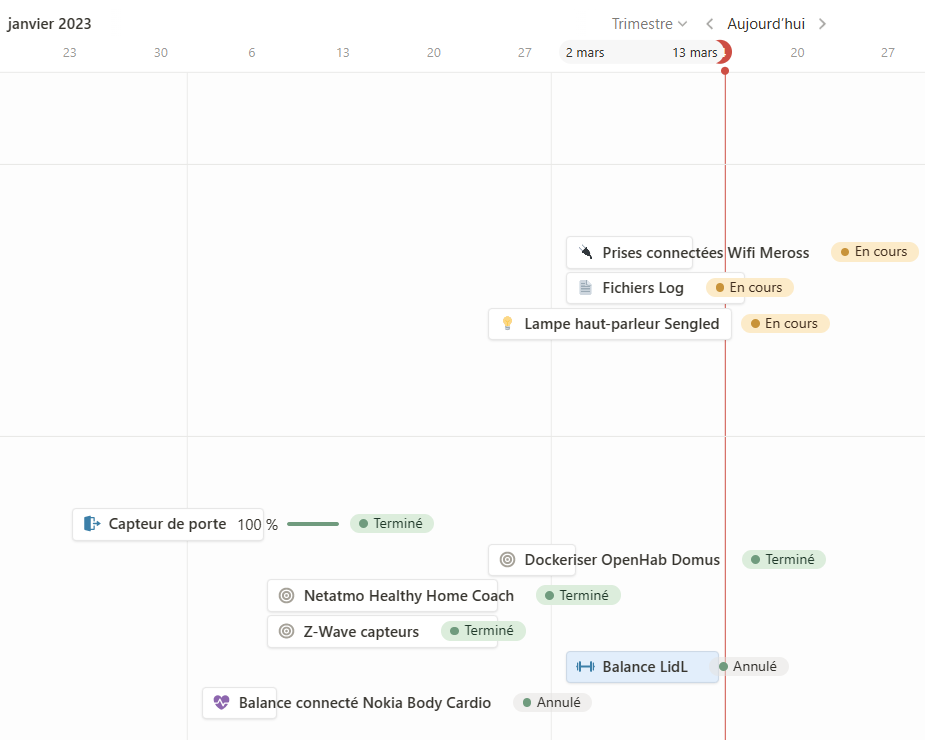 janvier 2023 Trimestre Aujourd'hui
23 30 6 13 20 27 2 mars 13 mars 20 27
Prises connectées Wifi Meross En cours
Fichiers Log En cours
Lampe haut-parleur Sengled En cours
Capteur de porte 100 % Terminé
Dockeriser OpenHab Domus Terminé
Netatmo Healthy Home Coach Terminé
Z-Wave capteurs Terminé
Balance LidL Annulé
Balance connecté Nokia Body Cardio Annulé